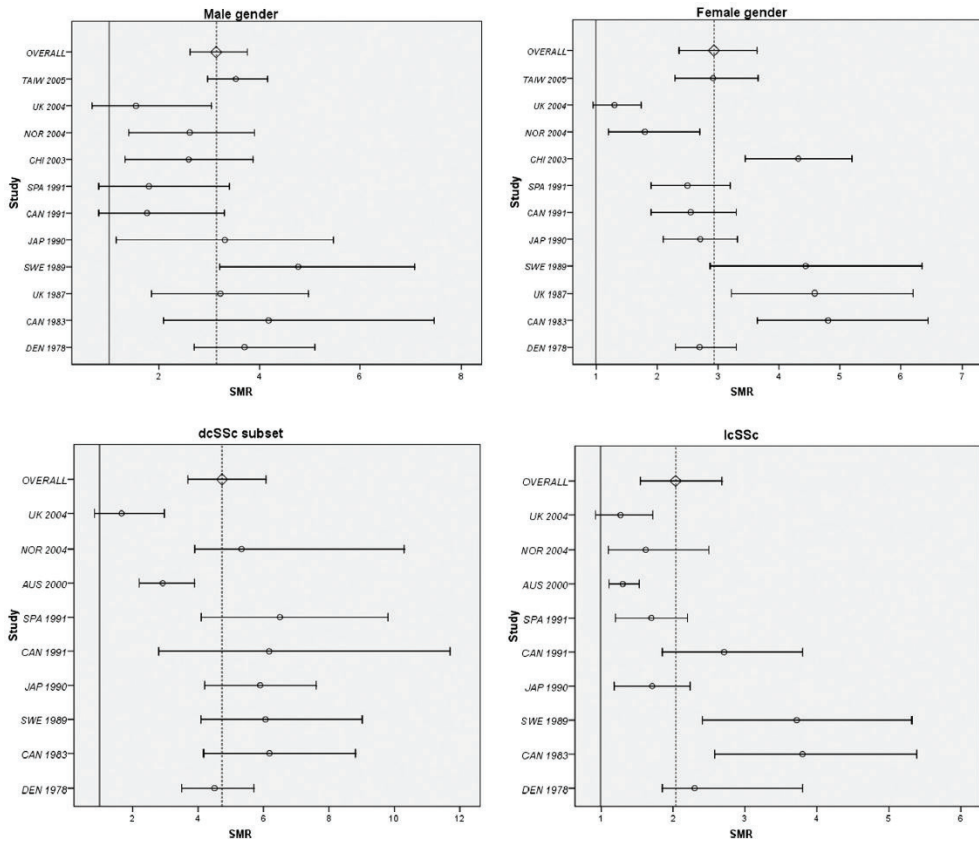 Male gender
Study
OVERALL
TAIW 2005
UK 2004
NOR 2004
CHI 2003
SPA 1991
CAN 1991
JAP 1990
SWE 1989
UK 1987
CAN 1983
DEN 1978
2 4 6 8
SMR
Female gender
Study
OVERALL
TAIW 2005
UK 2004
NOR 2004
CHI 2003
SPA 1991
CAN 1991
JAP 1990
SWE 1989
UK 1987
CAN 1983
DEN 1978
1 2 3 4 5 6 7
SMR
dcSSc subset
Study
OVERALL
UK 2004
NOR 2004
AUS 2000
SPA 1991
CAN 1991
JAP 1990
SWE 1989
CAN 1983
DEN 1978
2 4 6 8 10 12
SMR
lcSSc
Study
OVERALL
UK 2004
NOR 2004
AUS 2000
SPA 1991
CAN 1991
JAP 1990
SWE 1989
CAN 1983
DEN 1978
1 2 3 4 5 6
SMR